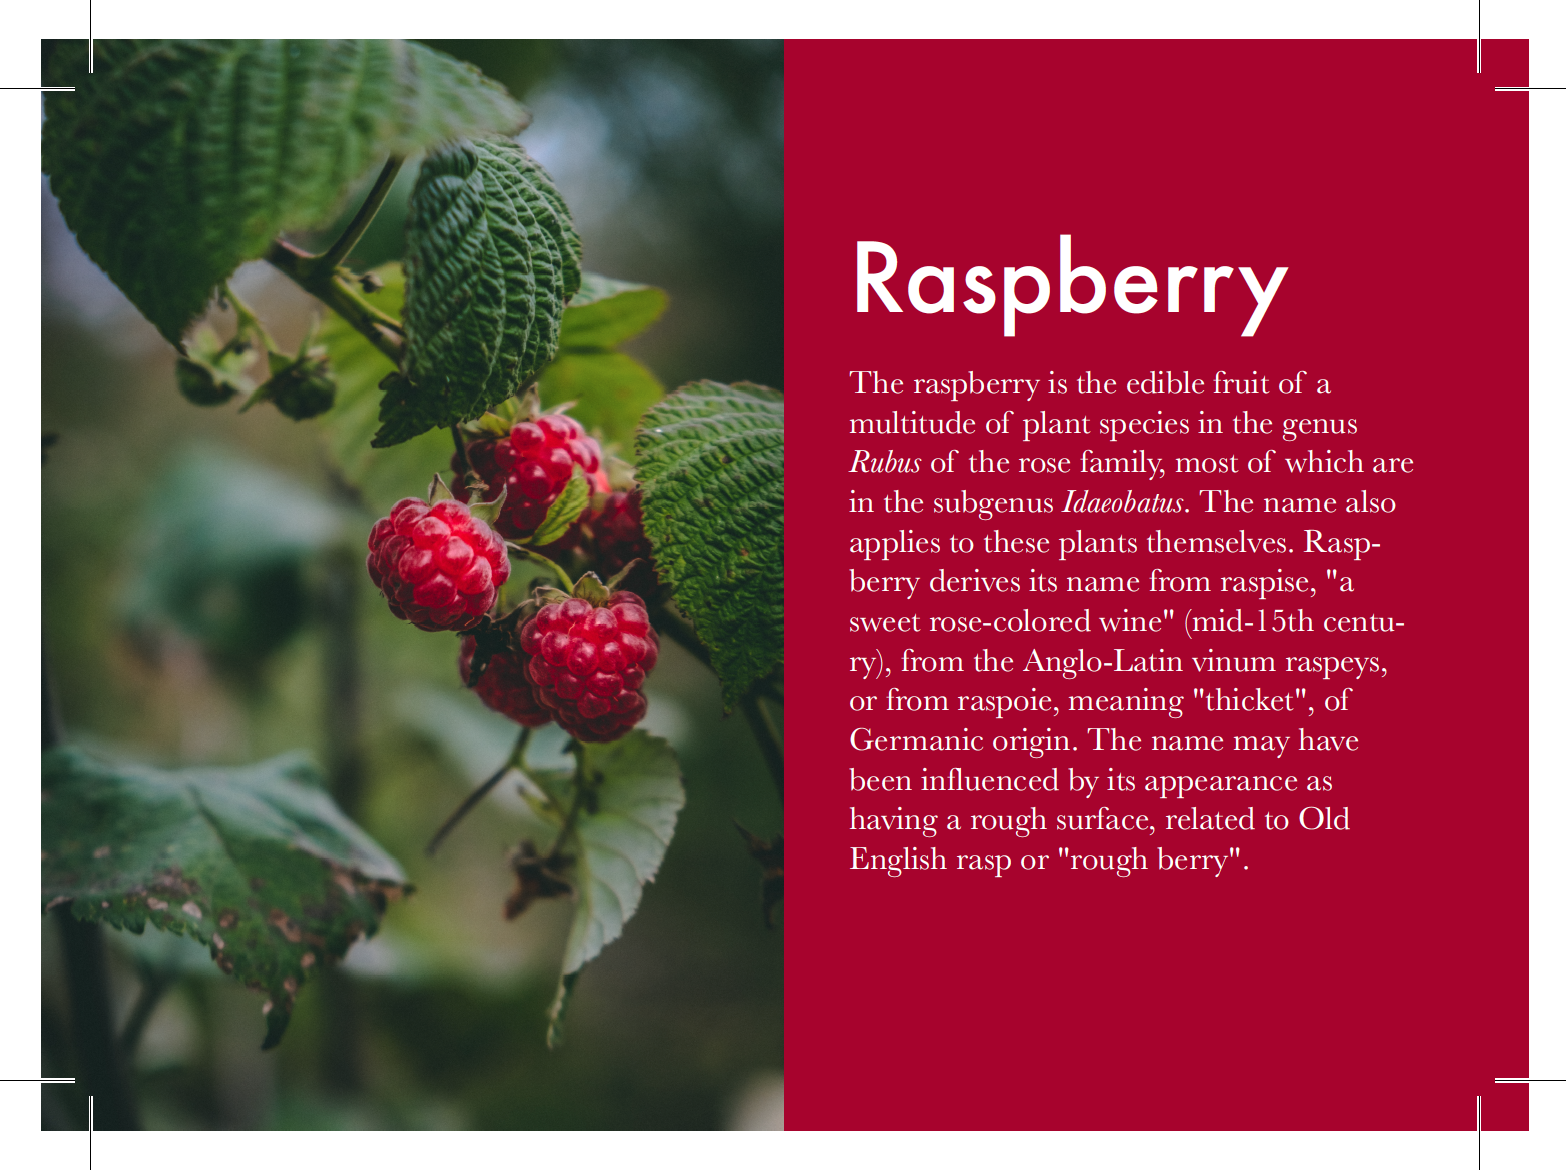 Raspberry
The raspberry is the edible fruit of a
multitude of plant species in the genus
Rubus of the rose family, most of which are
in the subgenus Idaeobatus. The name also
applies to these plants themselves. Rasp-
berry derives its name from raspise, "a
sweet rose-colored wine" (mid-15th centu-
ry), from the Anglo-Latin vinum raspeys,
or from raspoie, meaning "thicket", of
Germanic origin. The name may have
been influenced by its appearance as
having a rough surface, related to Old
English rasp or "rough berry".